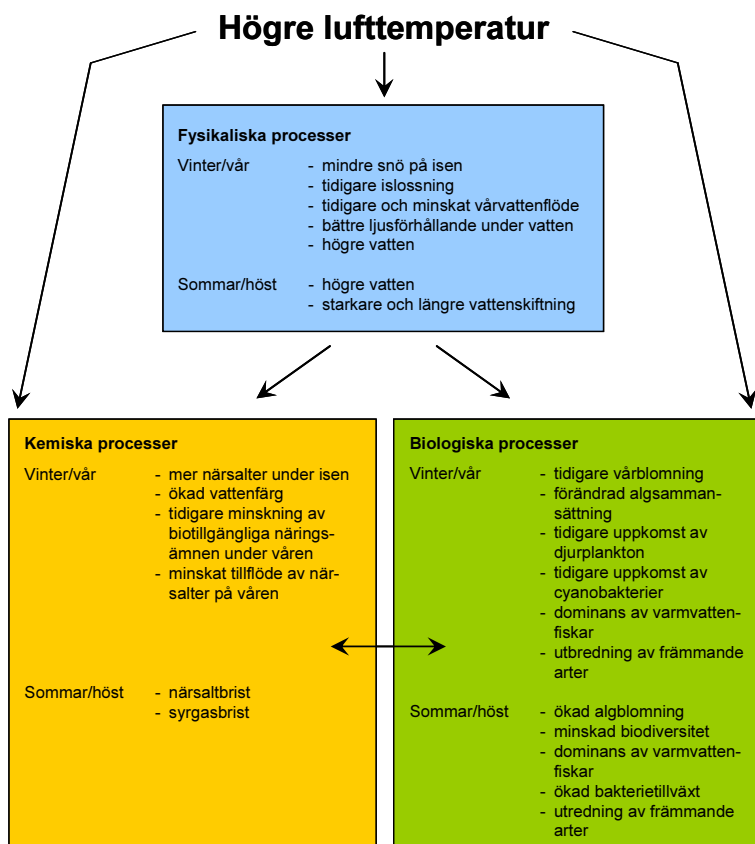 Högre lufttemperatur
Fysikaliska processer
Vinter/vår - mindre snö på isen
- tidigare islossning
- tidigare och minskat vårvattenflöde
- bättre ljusförhållande under vatten
- högre vatten
Sommar/höst - högre vatten
- starkare och längre vattenskiftning
Kemiska processer
Vinter/vår - mer närsalter under isen
- ökad vattenfärg
- tidigare minskning av
biotillgängliga närings-
ämnen under våren
- minskat tillflöde av när-
salter på våren
Sommar/höst - närsaltbrist
- syrgasbrist
Biologiska processer
Vinter/vår - tidigare vårblomning
- förändrad algsamman-
sättning
- tidigare uppkomst av
djurplankton
- tidigare uppkomst av
cyanobakterier
- dominans av varmvatten-
fiskar
- utbredning av främmande
arter
Sommar/höst - ökad algblomning
- minskad biodiversitet
- dominans av varmvatten-
fiskar
- ökad bakterietillväxt
- utredning av främmande
arter